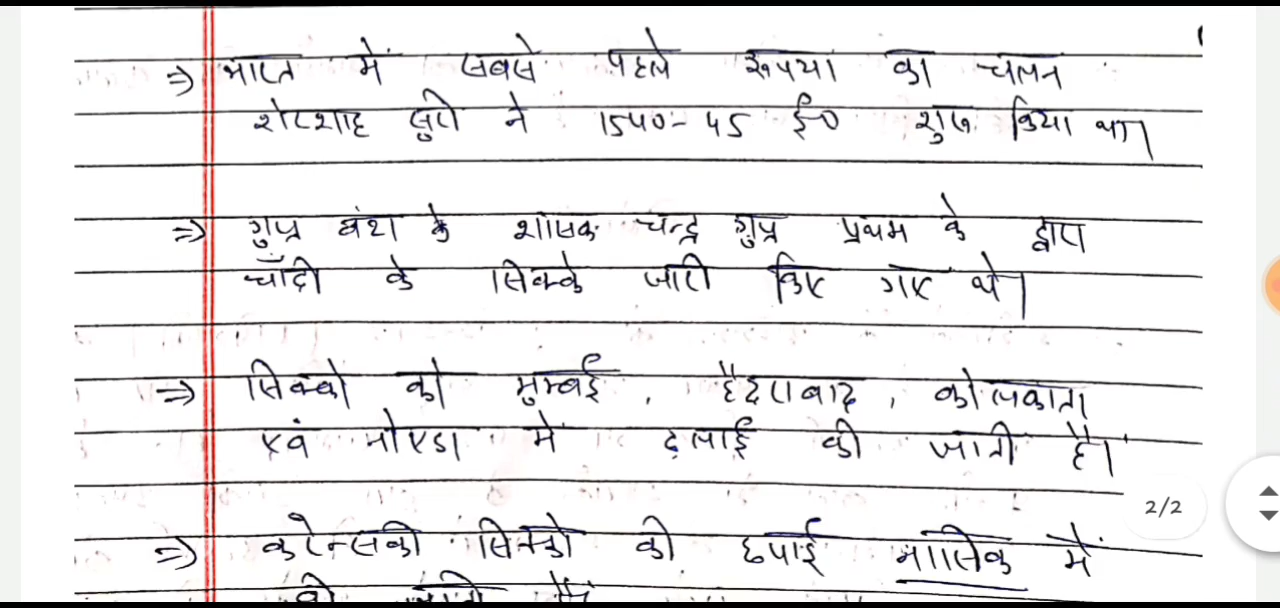 ⇒ भारत में सबसे पहले रूपया का चलन
शेरशाह सुरी ने 1540-45 ई० शुरू किया था।
⇒ गुप्त वंश के शासक चन्द्र गुप्त प्रथम के द्वारा
चाँदी के सिक्के जारी किए गए थे।
⇒ सिक्को को मुम्बई, हैदराबाद, कोलकाता
एवं नोएडा में ढ़लाई की जाती है।
⇒ करेन्सकी सिक्को की छपाई नासिक में
2/2
की जाती है।